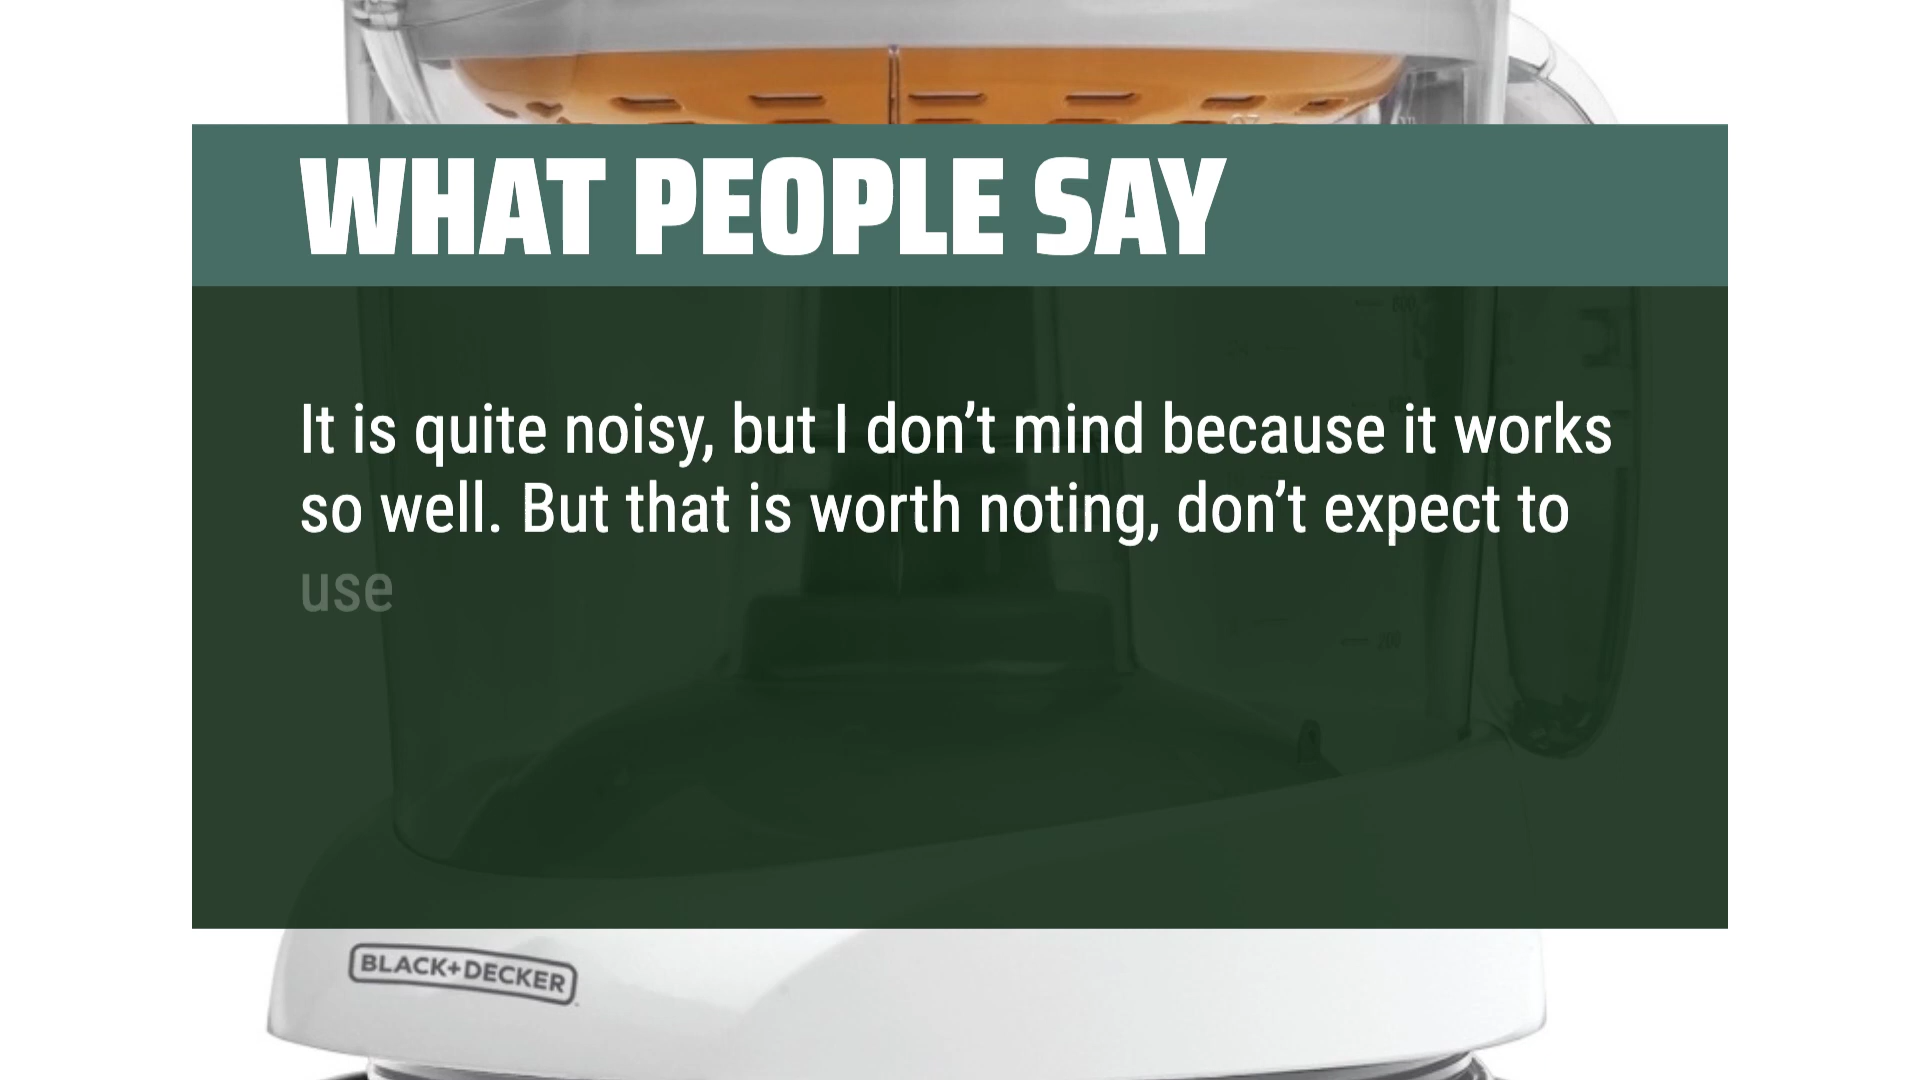 WHAT PEOPLE SAY
It is quite noisy, but I don’t mind because it works
so well. But that is worth noting, don’t expect to
use
BLACK+DECKER